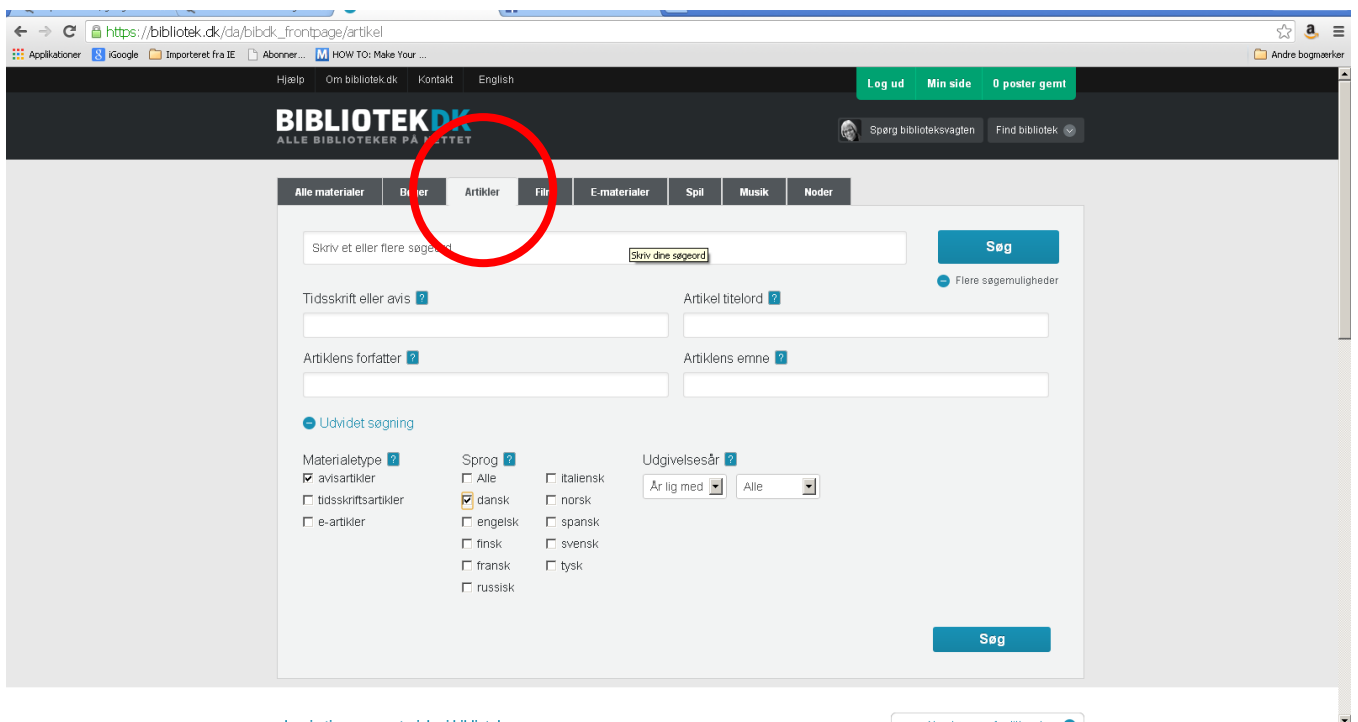 https://bibliotek.dk/da/bibdk_frontpage/artikel
Applikationer iGoogle Importeret fra IE Abonner... HOW TO: Make Your ... Andre bogmærker
Hjælp Om bibliotek.dk Kontakt English Log ud Min side 0 poster gemt
BIBLIOTEKDK
ALLE BIBLIOTEKER PÅ NETTET
Spørg biblioteksvagten Find bibliotek
Alle materialer Bøger Artikler Film E-materialer Spil Musik Noder
Skriv et eller flere søgeord Søg
Skriv dine søgeord
Flere søgemuligheder
Tidsskrift eller avis ? Artikel titelord ?
Artiklens forfatter ? Artiklens emne ?
Udvidet søgning
Materialetype ? Sprog ? Udgivelsesår ?
avisartikler Alle italiensk År lig med Alle
tidsskriftsartikler dansk norsk
e-artikler engelsk spansk
finsk svensk
fransk tysk
russisk
Søg